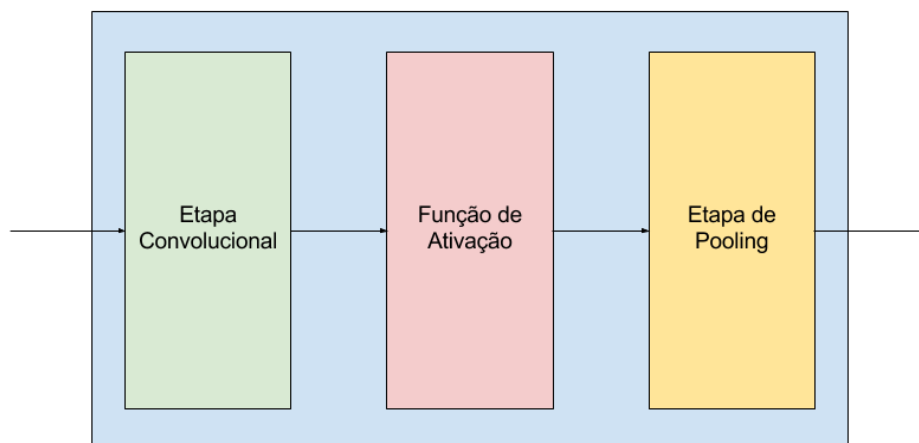 Etapa
Convolucional
Função de
Ativação
Etapa de
Pooling